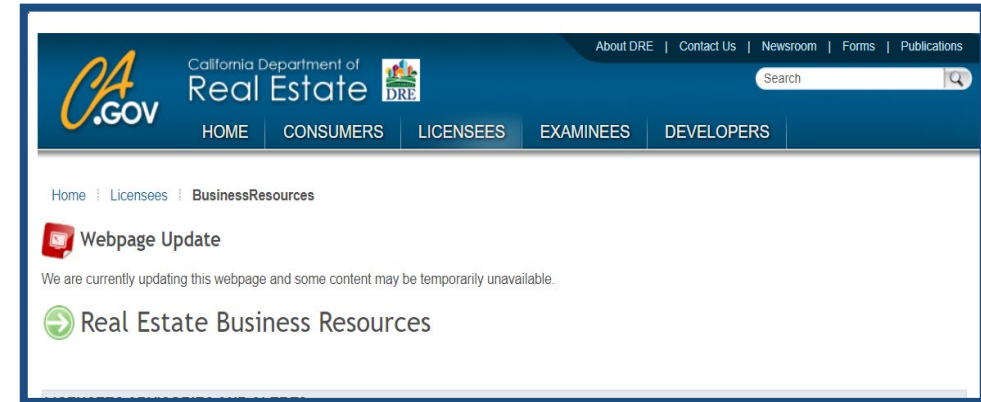 About DRE | Contact Us | Newsroom | Forms | Publications
CA.GOV
California Department of
Real Estate
DRE
Search
HOME CONSUMERS LICENSEES EXAMINEES DEVELOPERS
Home Licensees BusinessResources
Webpage Update
We are currently updating this webpage and some content may be temporarily unavailable.
Real Estate Business Resources